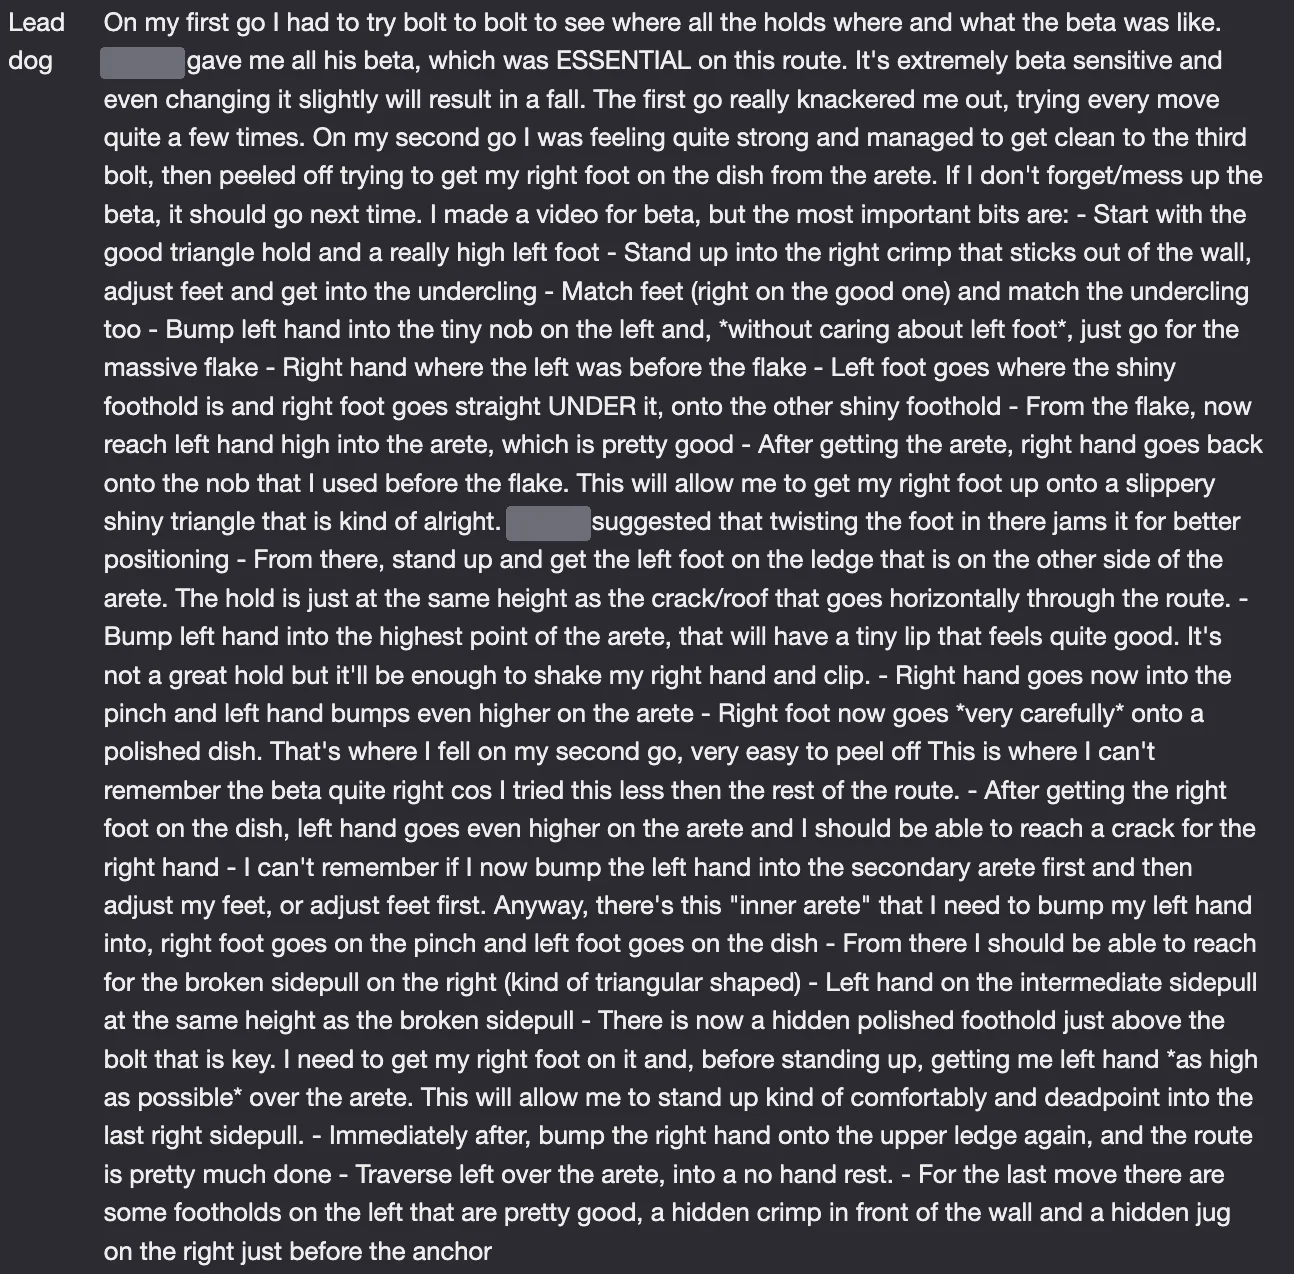 Lead dog
On my first go I had to try bolt to bolt to see where all the holds where and what the beta was like.
gave me all his beta, which was ESSENTIAL on this route. It's extremely beta sensitive and
even changing it slightly will result in a fall. The first go really knackered me out, trying every move
quite a few times. On my second go I was feeling quite strong and managed to get clean to the third
bolt, then peeled off trying to get my right foot on the dish from the arete. If I don't forget/mess up the
beta, it should go next time. I made a video for beta, but the most important bits are: - Start with the
good triangle hold and a really high left foot - Stand up into the right crimp that sticks out of the wall,
adjust feet and get into the undercling - Match feet (right on the good one) and match the undercling
too - Bump left hand into the tiny nob on the left and, *without caring about left foot*, just go for the
massive flake - Right hand where the left was before the flake - Left foot goes where the shiny
foothold is and right foot goes straight UNDER it, onto the other shiny foothold - From the flake, now
reach left hand high into the arete, which is pretty good - After getting the arete, right hand goes back
onto the nob that I used before the flake. This will allow me to get my right foot up onto a slippery
shiny triangle that is kind of alright. suggested that twisting the foot in there jams it for better
positioning - From there, stand up and get the left foot on the ledge that is on the other side of the
arete. The hold is just at the same height as the crack/roof that goes horizontally through the route. -
Bump left hand into the highest point of the arete, that will have a tiny lip that feels quite good. It's
not a great hold but it'll be enough to shake my right hand and clip. - Right hand goes now into the
pinch and left hand bumps even higher on the arete - Right foot now goes *very carefully* onto a
polished dish. That's where I fell on my second go, very easy to peel off This is where I can't
remember the beta quite right cos I tried this less then the rest of the route. - After getting the right
foot on the dish, left hand goes even higher on the arete and I should be able to reach a crack for the
right hand - I can't remember if I now bump the left hand into the secondary arete first and then
adjust my feet, or adjust feet first. Anyway, there's this "inner arete" that I need to bump my left hand
into, right foot goes on the pinch and left foot goes on the dish - From there I should be able to reach
for the broken sidepull on the right (kind of triangular shaped) - Left hand on the intermediate sidepull
at the same height as the broken sidepull - There is now a hidden polished foothold just above the
bolt that is key. I need to get my right foot on it and, before standing up, getting me left hand *as high
as possible* over the arete. This will allow me to stand up kind of comfortably and deadpoint into the
last right sidepull. - Immediately after, bump the right hand onto the upper ledge again, and the route
is pretty much done - Traverse left over the arete, into a no hand rest. - For the last move there are
some footholds on the left that are pretty good, a hidden crimp in front of the wall and a hidden jug
on the right just before the anchor